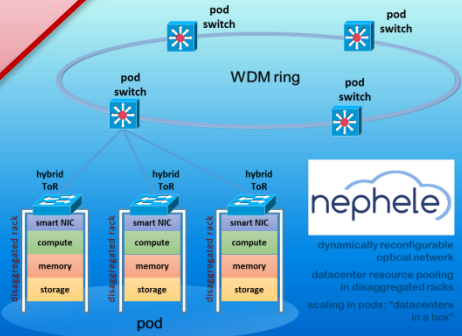 pod
switch
pod
switch
WDM ring
pod
switch
pod
switch
hybrid
ToR
hybrid
ToR
hybrid
ToR
disaggregated rack
smart NIC
compute
memory
storage
disaggregated rack
smart NIC
compute
memory
storage
disaggregated rack
smart NIC
compute
memory
storage
pod
nephele
dynamically reconfigurable
optical network
datacenter resource pooling
in disaggregated racks
scaling in pods: "datacenters
in a box"